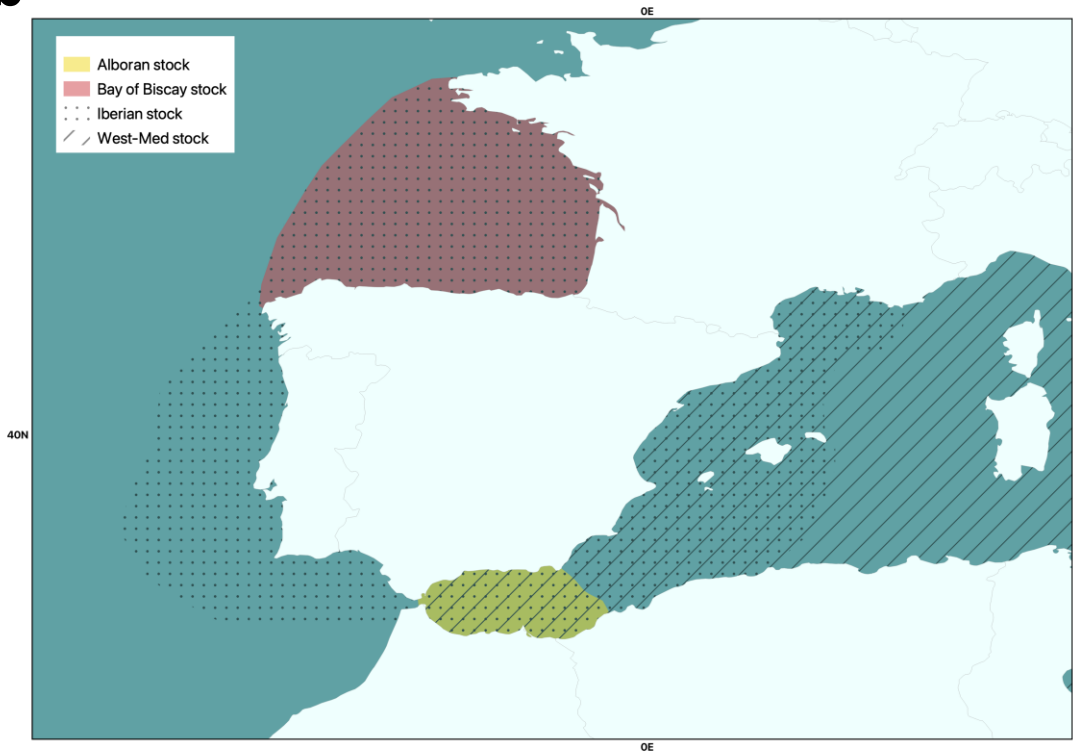 b
0E
Alboran stock
Bay of Biscay stock
Iberian stock
West-Med stock
40N
0E